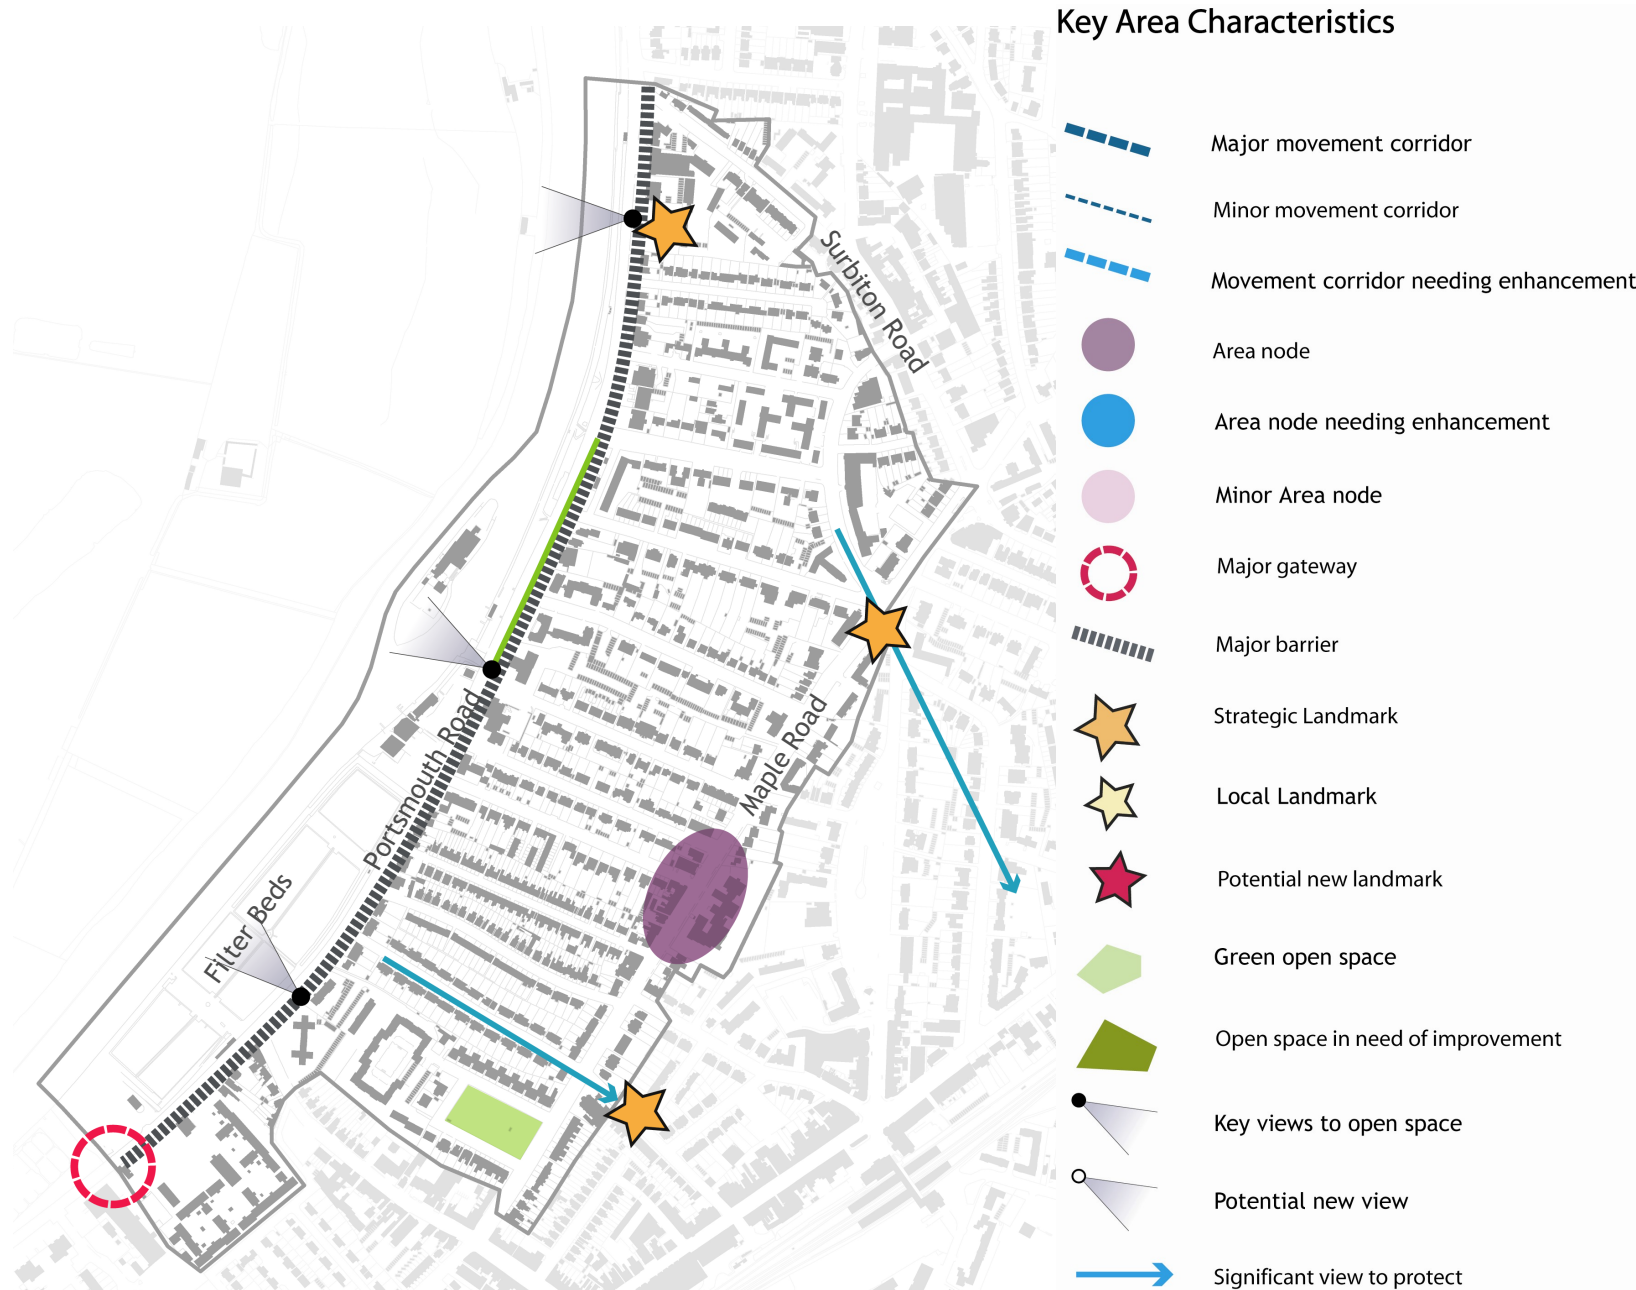 Key Area Characteristics
Major movement corridor
Minor movement corridor
Movement corridor needing enhancement
Area node
Area node needing enhancement
Minor Area node
Major gateway
Major barrier
Strategic Landmark
Local Landmark
Potential new landmark
Green open space
Open space in need of improvement
Key views to open space
Potential new view
Significant view to protect
Surbiton Road
Maple Road
Portsmouth Road
Filter Beds